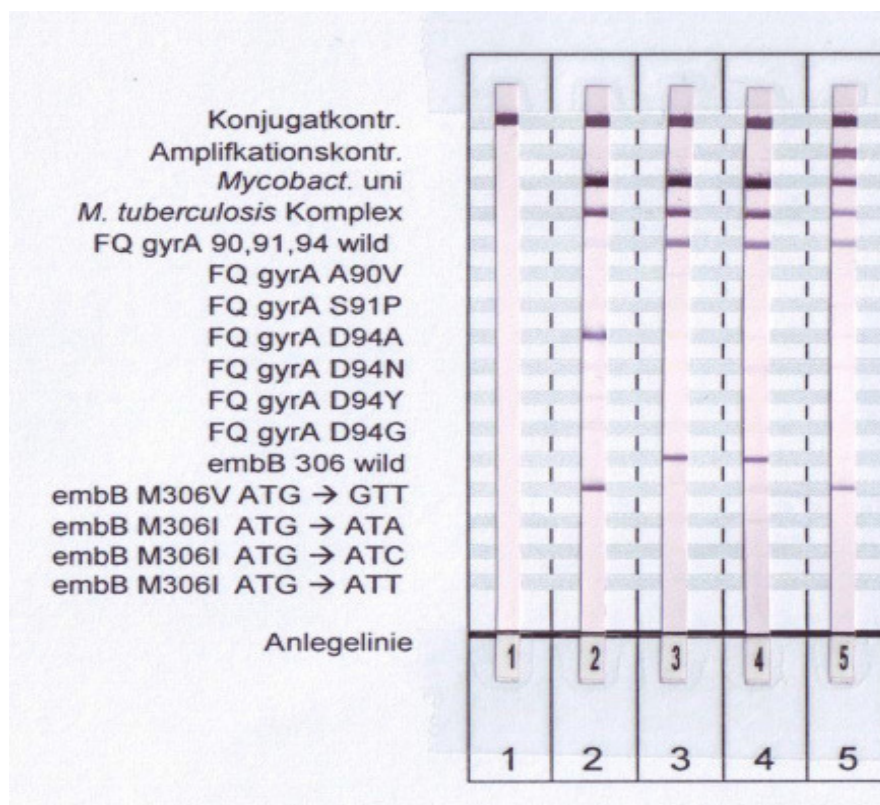 Konjugatkontr.
Amplifkationskontr.
Mycobact. uni
M. tuberculosis Komplex
FQ gyrA 90,91,94 wild
FQ gyrA A90V
FQ gyrA S91P
FQ gyrA D94A
FQ gyrA D94N
FQ gyrA D94Y
FQ gyrA D94G
embB 306 wild
embB M306V ATG → GTT
embB M306I ATG → ATA
embB M306I ATG → ATC
embB M306I ATG → ATT
Anlegelinie
1 2 3 4 5
1 2 3 4 5